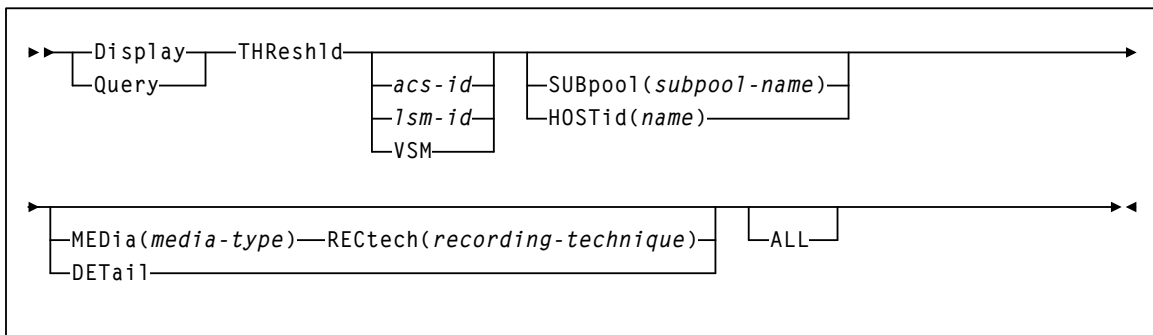 Display THReshld
Query
acs-id SUBpool(subpool-name)
lsm-id HOSTid(name)
VSM
MEDia(media-type) RECtech(recording-technique) ALL
DETail